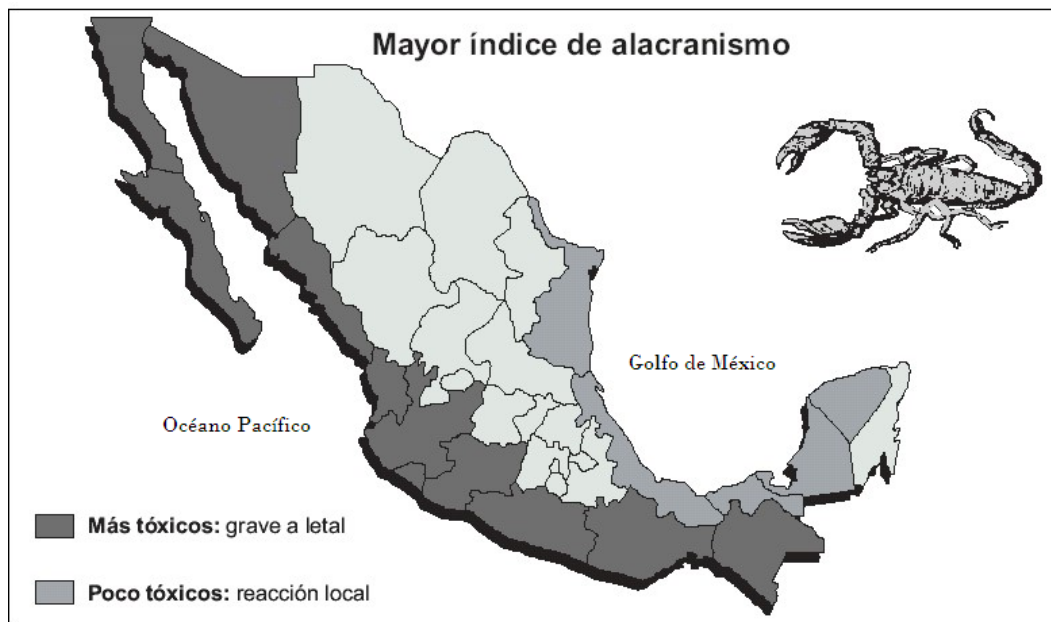 Mayor índice de alacranismo
Golfo de México
Océano Pacífico
Más tóxicos: grave a letal
Poco tóxicos: reacción local